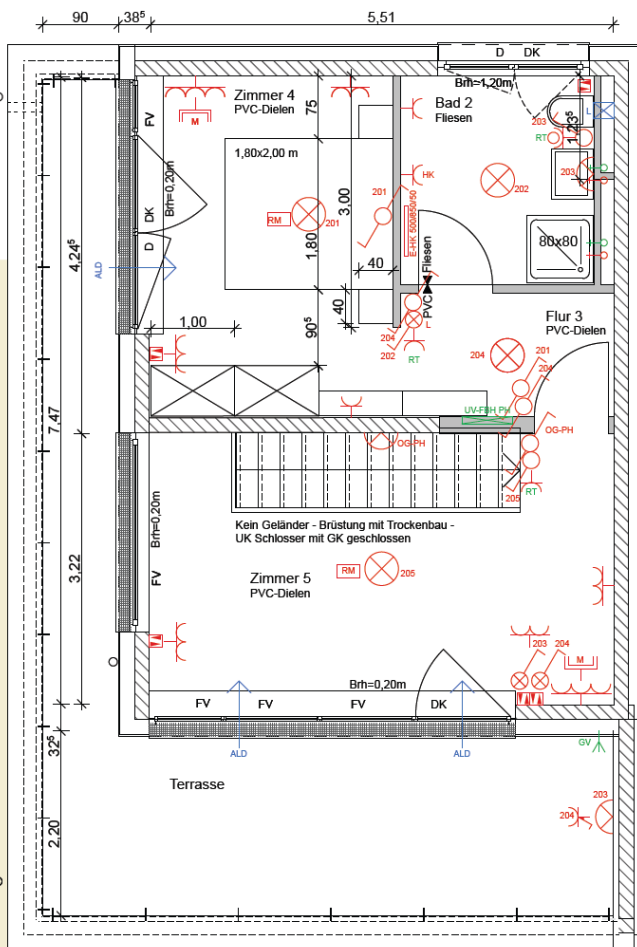 90
38⁵
5,51
D
DK
Brh=1,20m
Zimmer 4
PVC-Dielen
75
Bad 2
Fliesen
FV
M
203
L
RT
1,23⁵
1,80x2,00 m
HK
203
Brh=0,20m
201
202
RM
201
3,00
E-HK 500/850/50
DK
1,80
4,24⁵
D
80x80
ALD
40
Fliesen
PVC
40
1,00
90⁵
L
204
202
RT
Flur 3
PVC-Dielen
204
201
204
UV-FBH PH
7,47
OG-PH
OG-PH
205
RT
Brh=0,20m
Kein Geländer - Brüstung mit Trockenbau -
UK Schlosser mit GK geschlossen
3,22
FV
Zimmer 5
PVC-Dielen
RM
205
203
204
M
Brh=0,20m
FV
FV
FV
DK
32⁵
ALD
ALD
GV
Terrasse
203
204
2,20